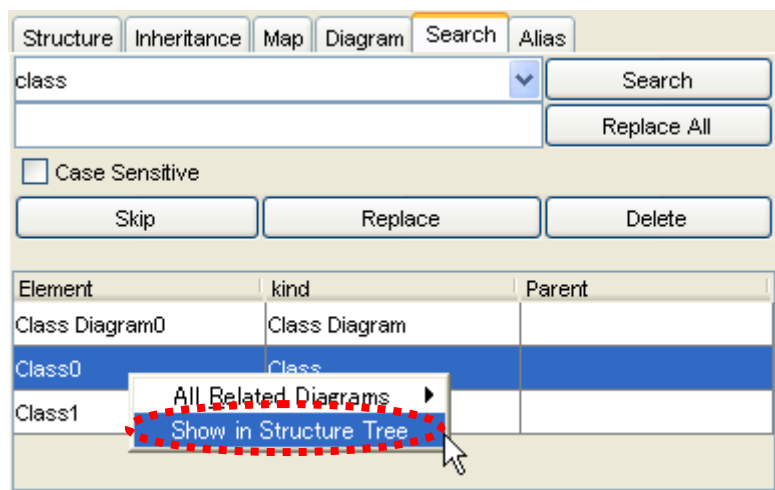 Structure Inheritance Map Diagram Search Alias
class Search
Replace All
Case Sensitive
Skip Replace Delete
Element kind Parent
Class Diagram0 Class Diagram
Class0 Class
All Related Diagrams
Class1
Show in Structure Tree